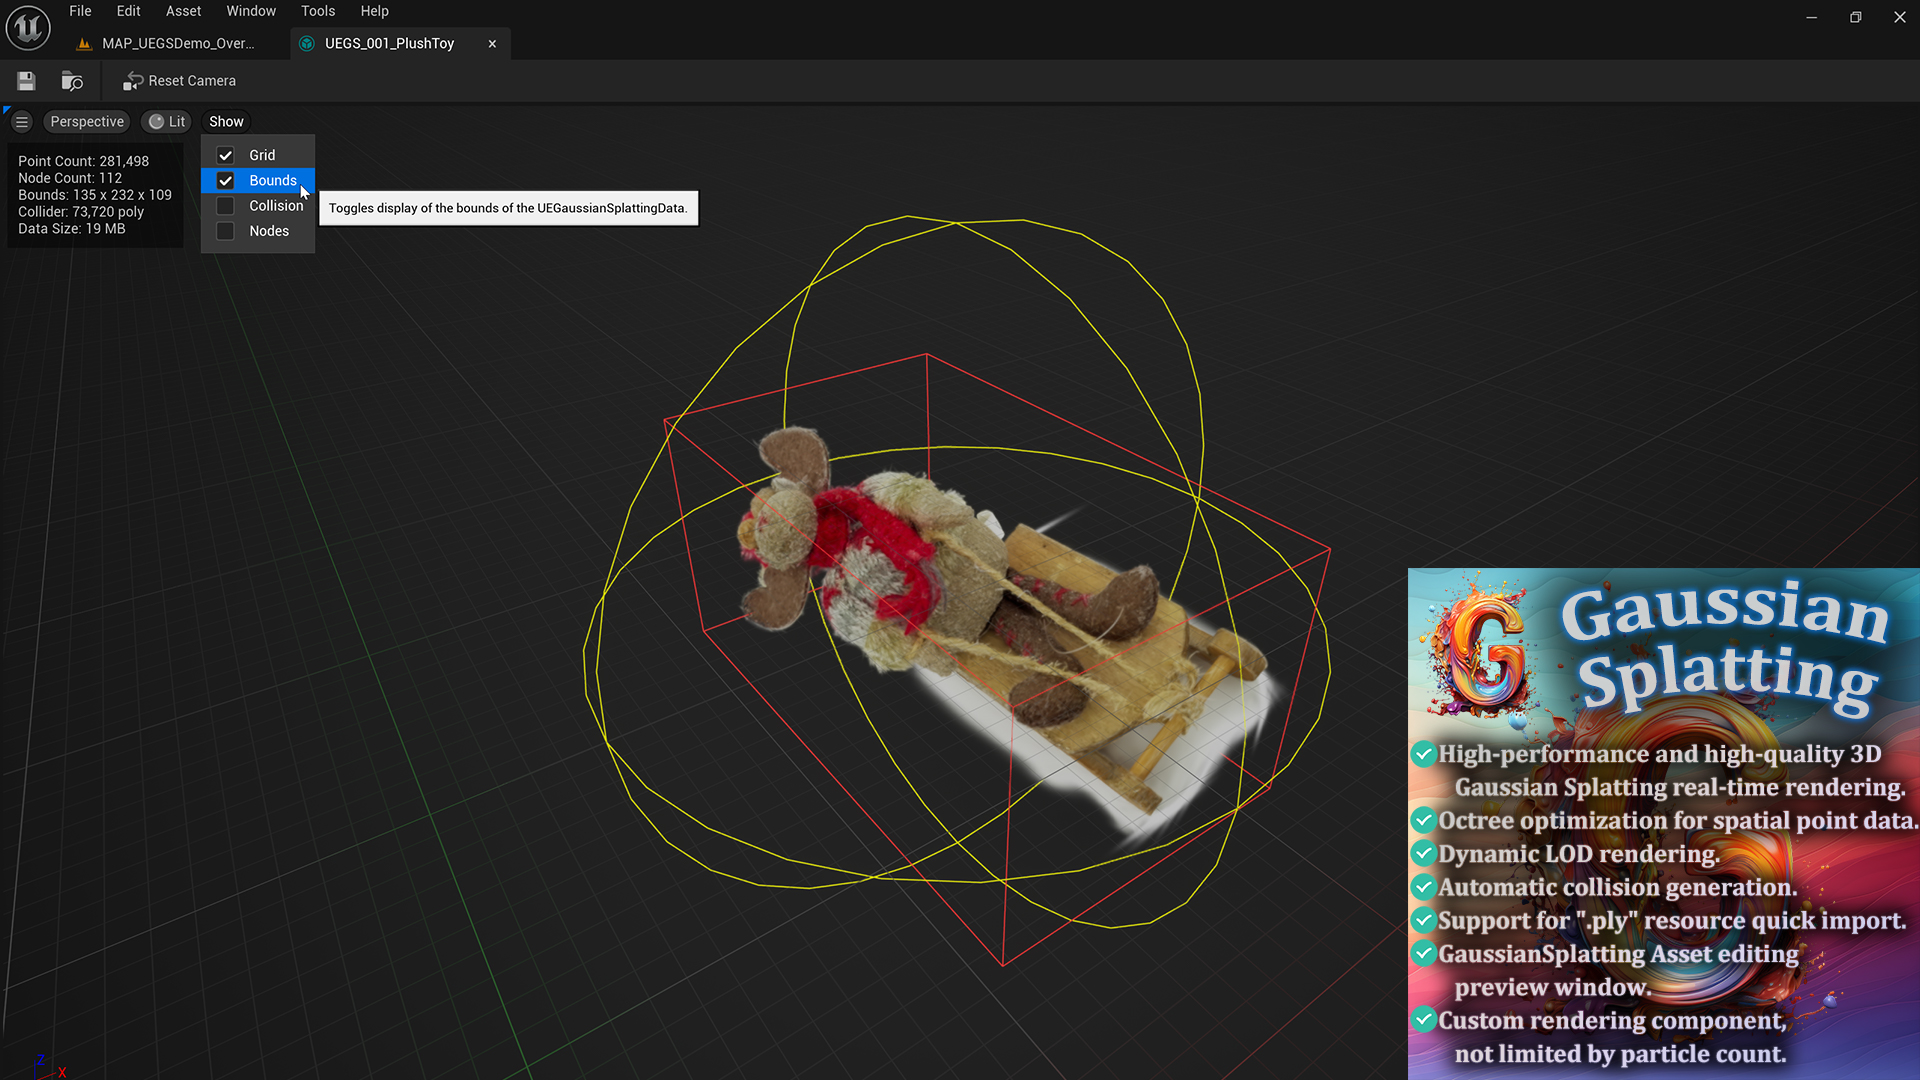 File Edit Asset Window Tools Help
MAP_UEGSDemo_Over... UEGS_001_PlushToy
Reset Camera
Perspective Lit Show
Point Count: 281,498
Node Count: 112
Bounds: 135 x 232 x 109
Collider: 73,720 poly
Data Size: 19 MB
Grid
Bounds
Collision
Nodes
Toggles display of the bounds of the UEGaussianSplattingData.
G
Gaussian
Splatting
High-performance and high-quality 3D
Gaussian Splatting real-time rendering.
Octree optimization for spatial point data.
Dynamic LOD rendering.
Automatic collision generation.
Support for ".ply" resource quick import.
GaussianSplatting Asset editing
preview window.
Custom rendering component,
not limited by particle count.
Z
X